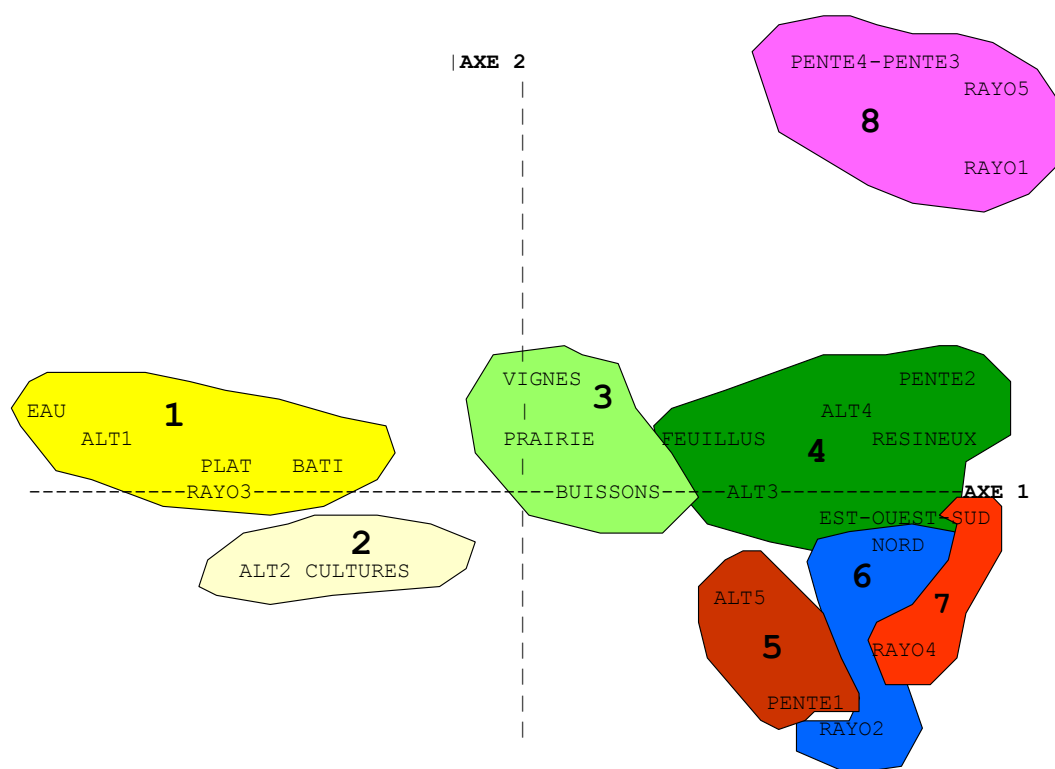 |AXE 2
PENTE4-PENTE3
RAYO5
8
RAYO1
VIGNES
PENTE2
3
EAU
1
ALT4
ALT1
PRAIRIE
FEUILLUS
4
RESINEUX
PLAT
BATI
RAYO3
BUISSONS
ALT3
AXE 1
EST-OUEST-SUD
2
NORD
ALT2 CULTURES
6
ALT5
7
5
RAYO4
PENTE1
RAYO2